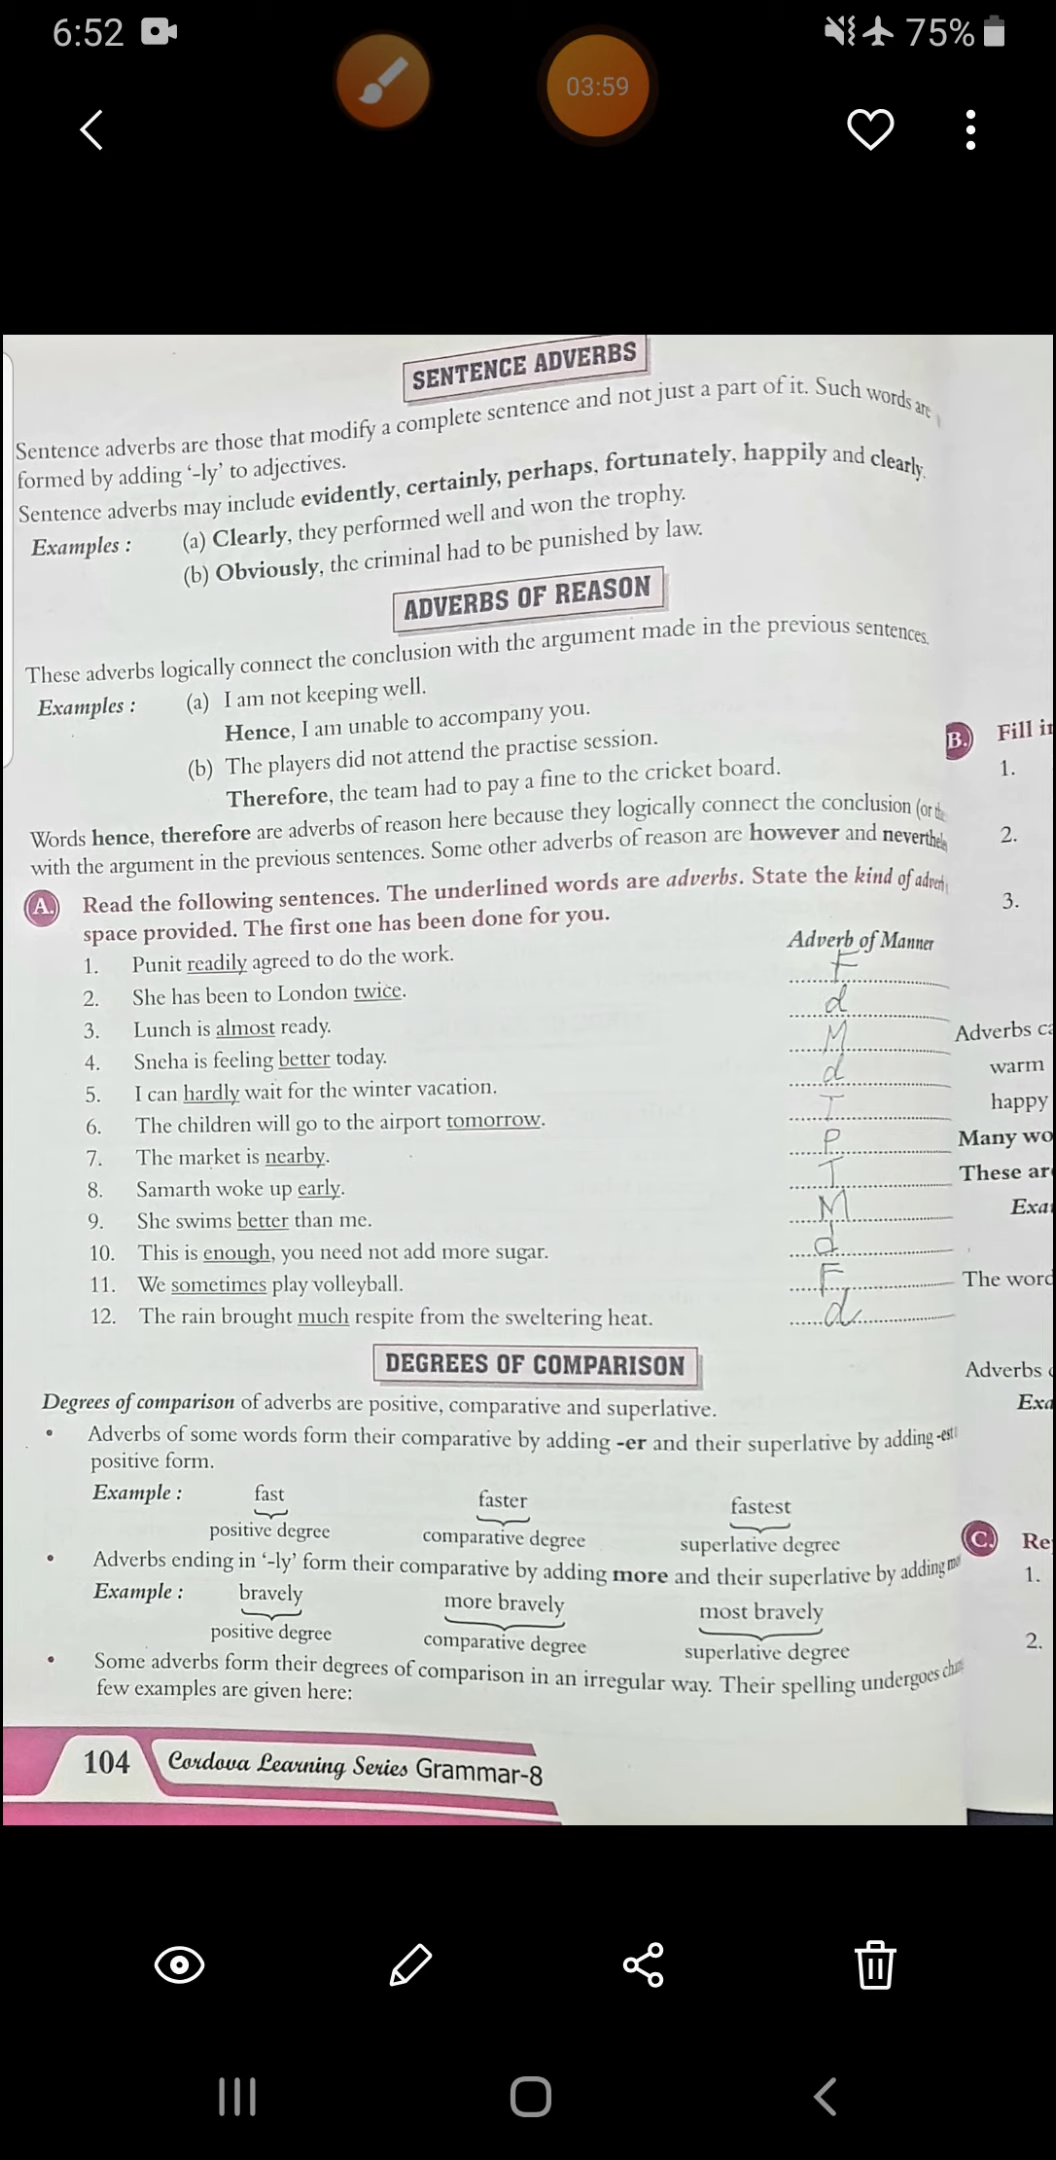 6:52
75%
03:59
SENTENCE ADVERBS
Sentence adverbs are those that modify a complete sentence and not just a part of it. Such words are
formed by adding ‘-ly’ to adjectives.
Sentence adverbs may include evidently, certainly, perhaps, fortunately, happily and clearly.
Examples : (a) Clearly, they performed well and won the trophy.
(b) Obviously, the criminal had to be punished by law.
ADVERBS OF REASON
These adverbs logically connect the conclusion with the argument made in the previous sentences.
Examples : (a) I am not keeping well.
Hence, I am unable to accompany you.
(b) The players did not attend the practise session.
Therefore, the team had to pay a fine to the cricket board.
Words hence, therefore are adverbs of reason here because they logically connect the conclusion (or the
with the argument in the previous sentences. Some other adverbs of reason are however and neverthele
A. Read the following sentences. The underlined words are adverbs. State the kind of adverb
space provided. The first one has been done for you.
1. Punit readily agreed to do the work. Adverb of Manner
2. She has been to London twice. F
3. Lunch is almost ready. d
4. Sneha is feeling better today. M
5. I can hardly wait for the winter vacation. d
6. The children will go to the airport tomorrow. T
7. The market is nearby. P
8. Samarth woke up early. T
9. She swims better than me. M
10. This is enough, you need not add more sugar. d
11. We sometimes play volleyball. F
12. The rain brought much respite from the sweltering heat. d
DEGREES OF COMPARISON
Degrees of comparison of adverbs are positive, comparative and superlative.
• Adverbs of some words form their comparative by adding -er and their superlative by adding -est
positive form.
Example : fast faster fastest
positive degree comparative degree superlative degree
• Adverbs ending in ‘-ly’ form their comparative by adding more and their superlative by adding mo
Example : bravely more bravely most bravely
positive degree comparative degree superlative degree
• Some adverbs form their degrees of comparison in an irregular way. Their spelling undergoes
few examples are given here:
104 Cordova Learning Series Grammar-8
B. Fill in
1.
2.
3.
Adverbs ca
warm
happy
Many wo
These are
Exa
The word
Adverbs
Exa
C. Re
1.
2.